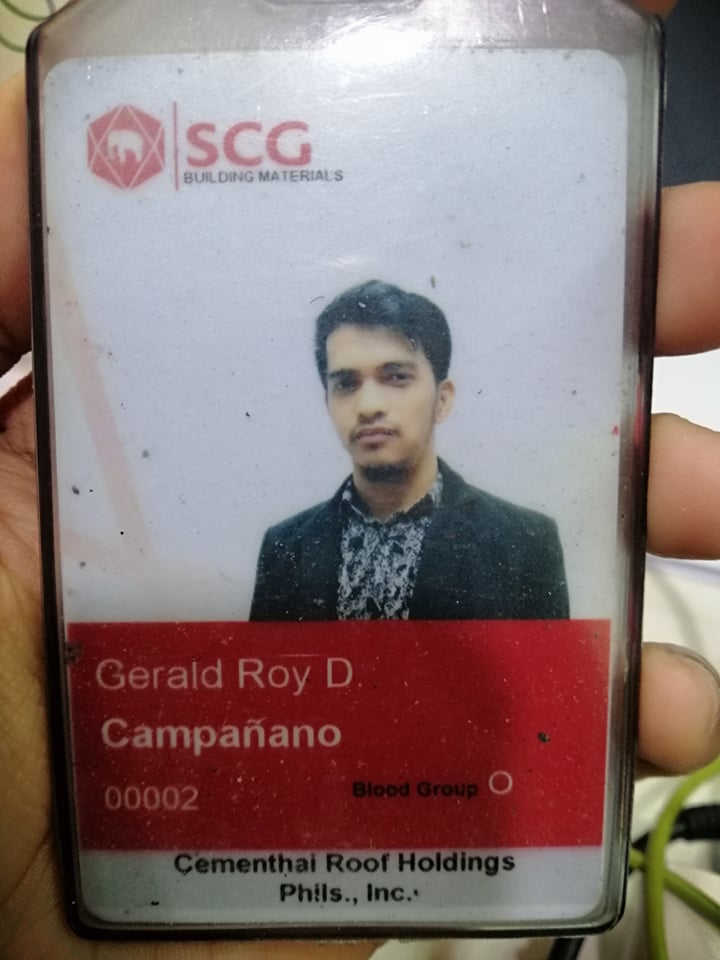 SCG
BUILDING MATERIALS
Gerald Roy D
Campañano
00002
Blood Group O
Cementhai Roof Holdings
Phils., Inc.